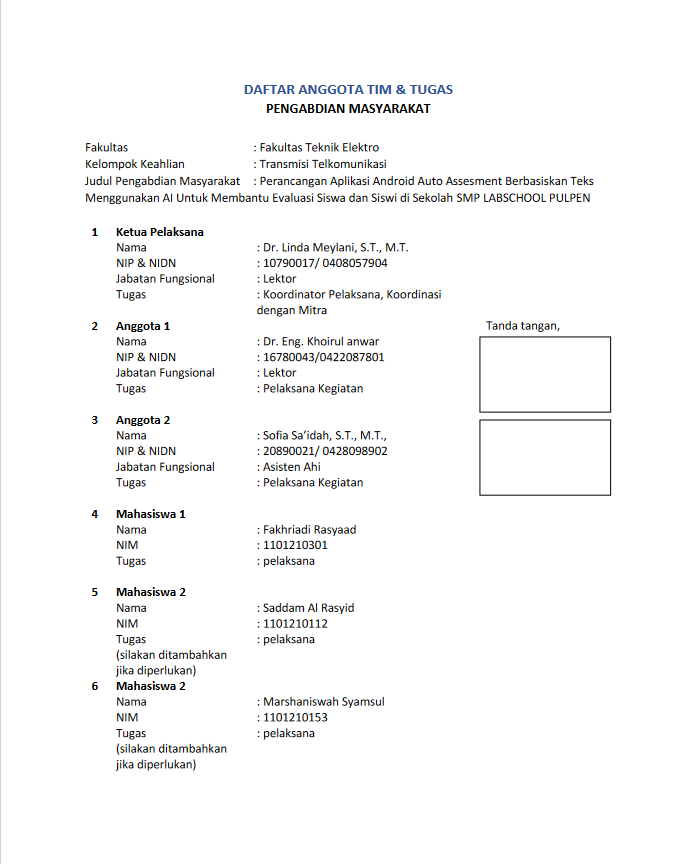 DAFTAR ANGGOTA TIM & TUGAS
PENGABDIAN MASYARAKAT
Fakultas : Fakultas Teknik Elektro
Kelompok Keahlian : Transmisi Telkomunikasi
Judul Pengabdian Masyarakat : Perancangan Aplikasi Android Auto Assesment Berbasiskan Teks
Menggunakan AI Untuk Membantu Evaluasi Siswa dan Siswi di Sekolah SMP LABSCHOOL PULPEN
1 Ketua Pelaksana
Nama : Dr. Linda Meylani, S.T., M.T.
NIP & NIDN : 10790017/ 0408057904
Jabatan Fungsional : Lektor
Tugas : Koordinator Pelaksana, Koordinasi
dengan Mitra
2 Anggota 1 Tanda tangan,
Nama : Dr. Eng. Khoirul anwar
NIP & NIDN : 16780043/0422087801
Jabatan Fungsional : Lektor
Tugas : Pelaksana Kegiatan
3 Anggota 2
Nama : Sofia Sa’idah, S.T., M.T.,
NIP & NIDN : 20890021/ 0428098902
Jabatan Fungsional : Asisten Ahi
Tugas : Pelaksana Kegiatan
4 Mahasiswa 1
Nama : Fakhriadi Rasyaad
NIM : 1101210301
Tugas : pelaksana
5 Mahasiswa 2
Nama : Saddam Al Rasyid
NIM : 1101210112
Tugas : pelaksana
(silakan ditambahkan
jika diperlukan)
6 Mahasiswa 2
Nama : Marshaniswah Syamsul
NIM : 1101210153
Tugas : pelaksana
(silakan ditambahkan
jika diperlukan)